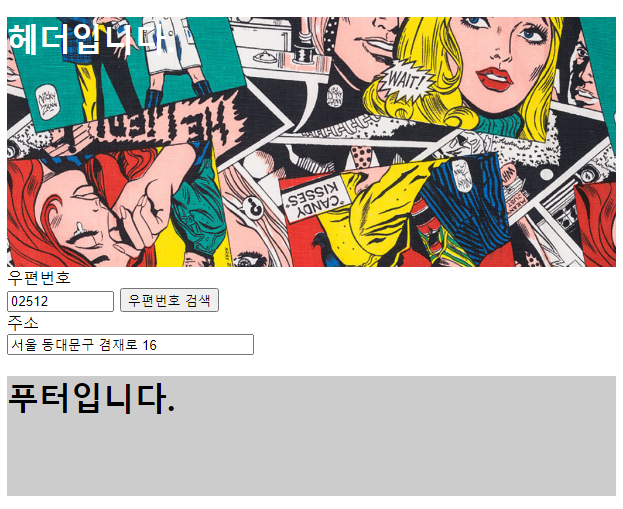 헤더입니다.
WAIT!
"CANDY
KISSES"
우편번호
02512 우편번호 검색
주소
서울 동대문구 겸재로 16
푸터입니다.